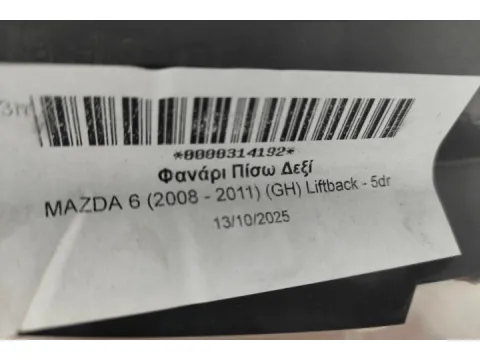 *0000314192*
Φανάρι Πίσω Δεξί
MAZDA 6 (2008 - 2011) (GH) Liftback - 5dr
13/10/2025